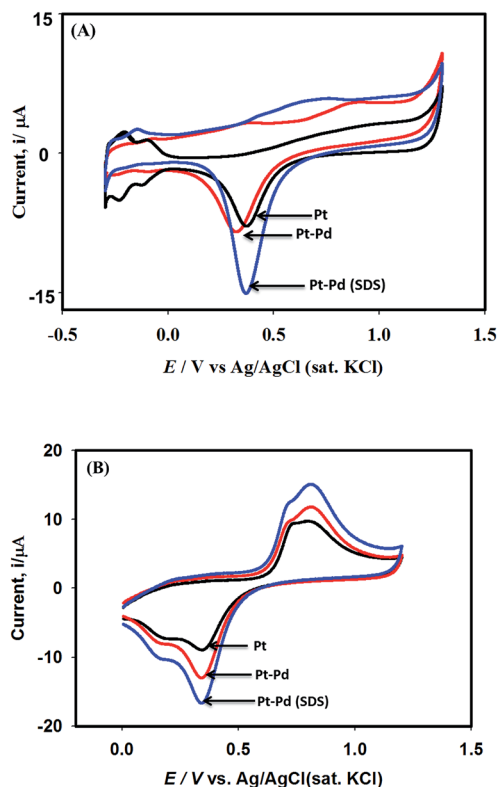 15
(A)
Current, i/ μA
0
Pt
Pt-Pd
Pt-Pd (SDS)
-15
-0.5
0.0
0.5
1.0
1.5
E / V vs Ag/AgCl (sat. KCl)
20
(B)
10
Current, i/μA
0
Pt
-10
Pt-Pd
Pt-Pd (SDS)
-20
0.0
0.5
1.0
1.5
E / V vs. Ag/AgCl(sat. KCl)